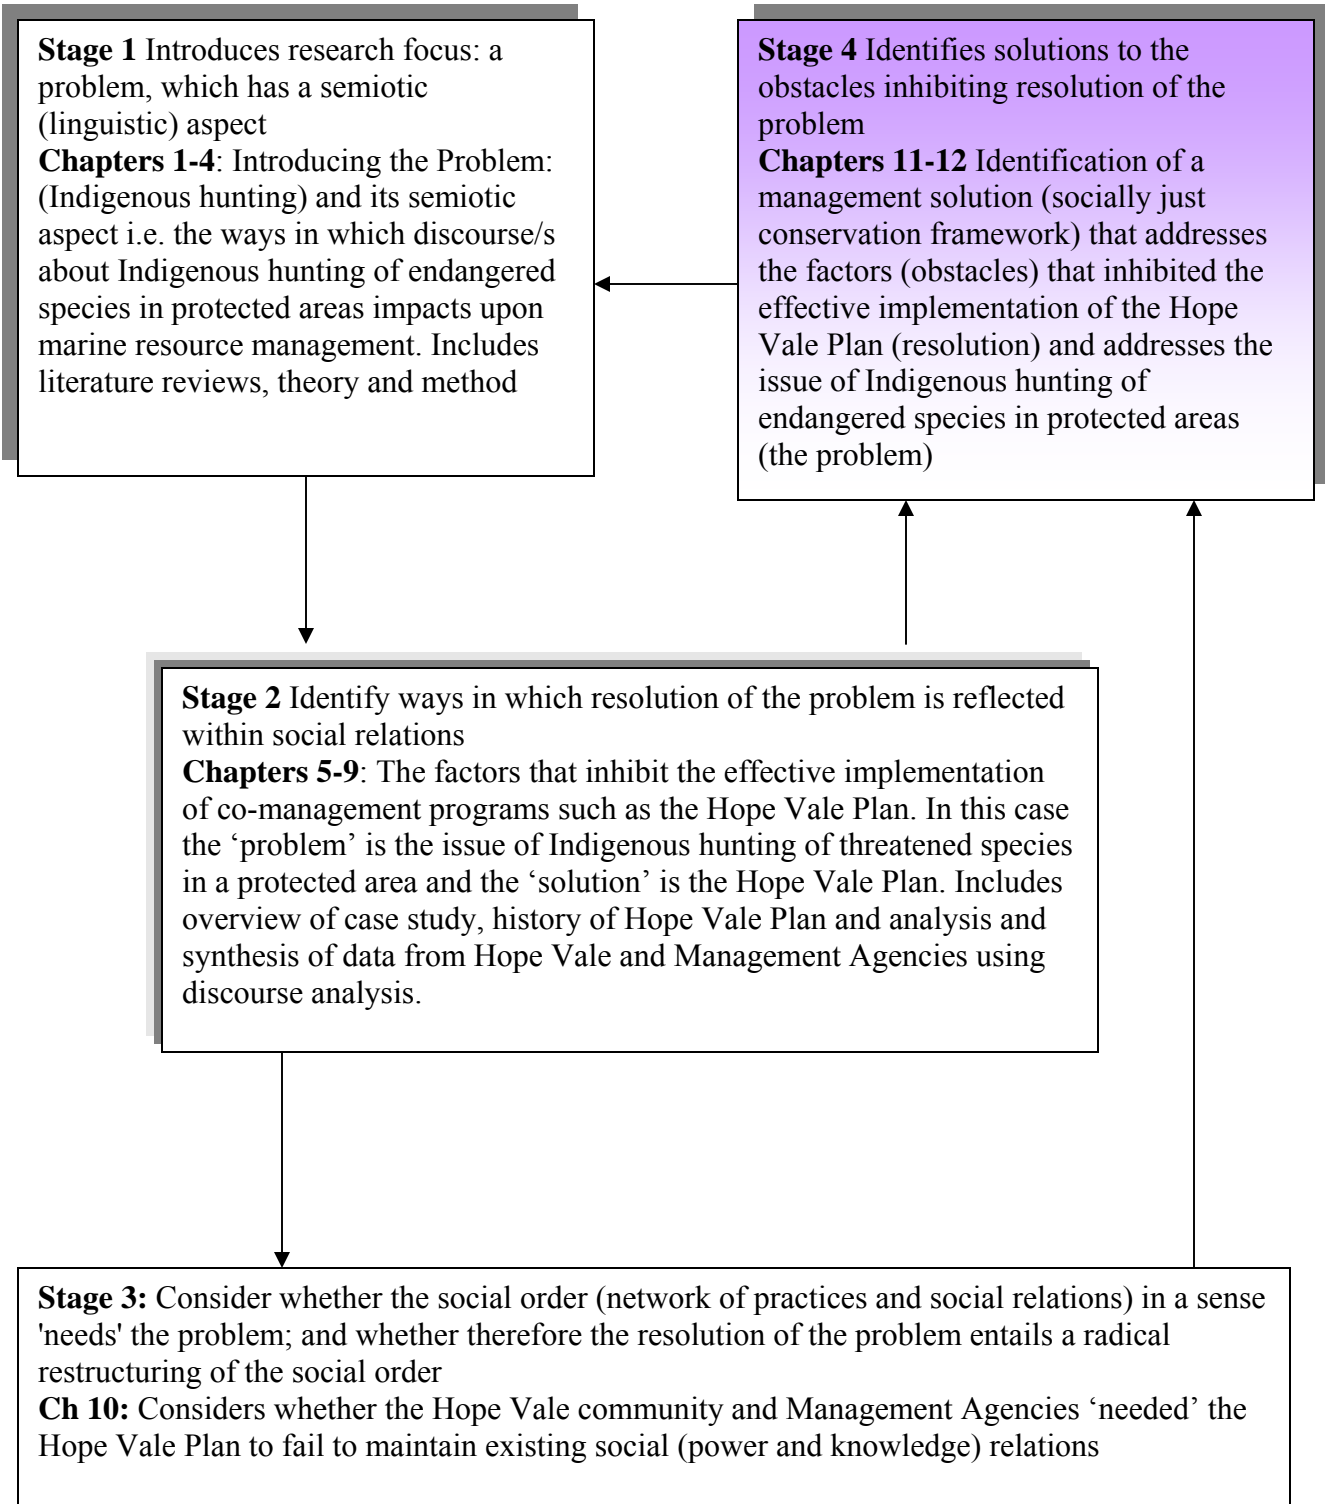 Stage 1 Introduces research focus: a
problem, which has a semiotic
(linguistic) aspect
Chapters 1-4: Introducing the Problem:
(Indigenous hunting) and its semiotic
aspect i.e. the ways in which discourse/s
about Indigenous hunting of endangered
species in protected areas impacts upon
marine resource management. Includes
literature reviews, theory and method
Stage 4 Identifies solutions to the
obstacles inhibiting resolution of the
problem
Chapters 11-12 Identification of a
management solution (socially just
conservation framework) that addresses
the factors (obstacles) that inhibited the
effective implementation of the Hope
Vale Plan (resolution) and addresses the
issue of Indigenous hunting of
endangered species in protected areas
(the problem)
Stage 2 Identify ways in which resolution of the problem is reflected
within social relations
Chapters 5-9: The factors that inhibit the effective implementation
of co-management programs such as the Hope Vale Plan. In this case
the ‘problem’ is the issue of Indigenous hunting of threatened species
in a protected area and the ‘solution’ is the Hope Vale Plan. Includes
overview of case study, history of Hope Vale Plan and analysis and
synthesis of data from Hope Vale and Management Agencies using
discourse analysis.
Stage 3: Consider whether the social order (network of practices and social relations) in a sense
'needs' the problem; and whether therefore the resolution of the problem entails a radical
restructuring of the social order
Ch 10: Considers whether the Hope Vale community and Management Agencies ‘needed’ the
Hope Vale Plan to fail to maintain existing social (power and knowledge) relations